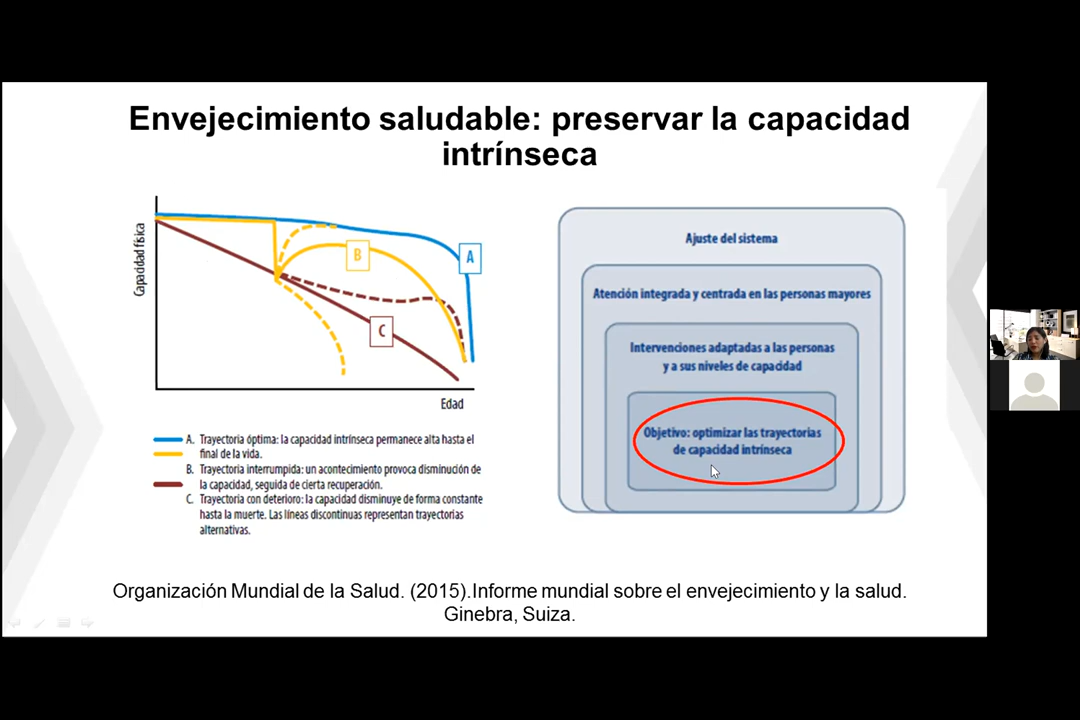 Envejecimiento saludable: preservar la capacidad
intrínseca
Capacidad física
A
B
C
Edad
A. Trayectoria óptima: la capacidad intrínseca permanece alta hasta el
final de la vida.
B. Trayectoria interrumpida: un acontecimiento provoca disminución de
la capacidad, seguida de cierta recuperación.
C. Trayectoria con deterioro: la capacidad disminuye de forma constante
hasta la muerte. Las líneas discontinuas representan trayectorias
alternativas.
Ajuste del sistema
Atención integrada y centrada en las personas mayores
Intervenciones adaptadas a las personas
y a sus niveles de capacidad
Objetivo: optimizar las trayectorias
de capacidad intrínseca
Organización Mundial de la Salud. (2015).Informe mundial sobre el envejecimiento y la salud.
Ginebra, Suiza.